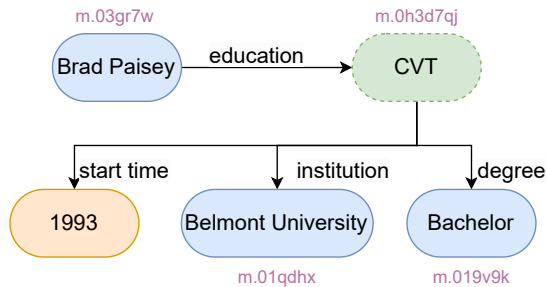 m.03gr7w
m.0h3d7qj
Brad Paisey
education
CVT
start time
institution
degree
1993
Belmont University
Bachelor
m.01qdhx
m.019v9k